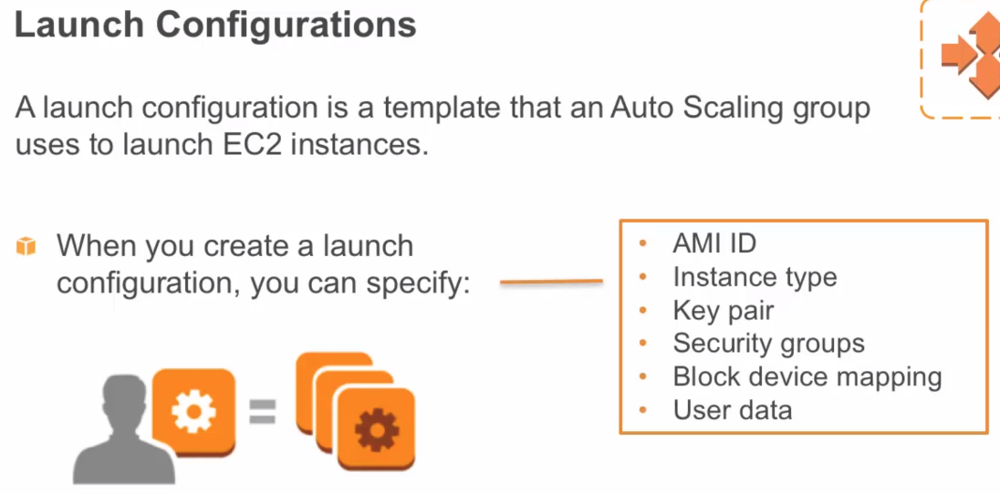 Launch Configurations
A launch configuration is a template that an Auto Scaling group
uses to launch EC2 instances.
When you create a launch
configuration, you can specify:
• AMI ID
• Instance type
• Key pair
• Security groups
• Block device mapping
• User data